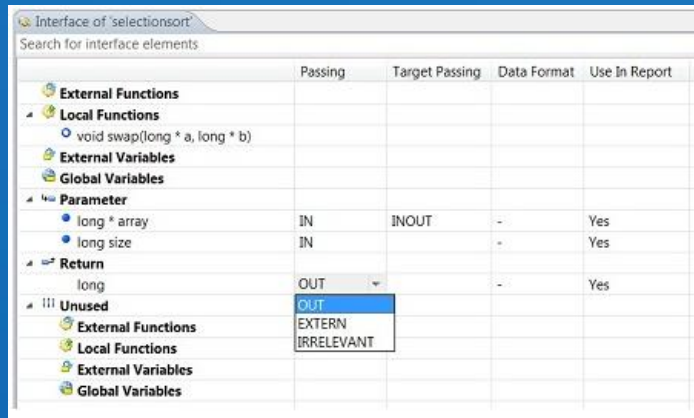 Interface of 'selectionsort'
Search for interface elements
Passing Target Passing Data Format Use In Report
External Functions
Local Functions
void swap(long * a, long * b)
External Variables
Global Variables
Parameter
long * array IN INOUT - Yes
long size IN - Yes
Return
long OUT - Yes
Unused OUT
External Functions EXTERN
Local Functions IRRELEVANT
External Variables
Global Variables